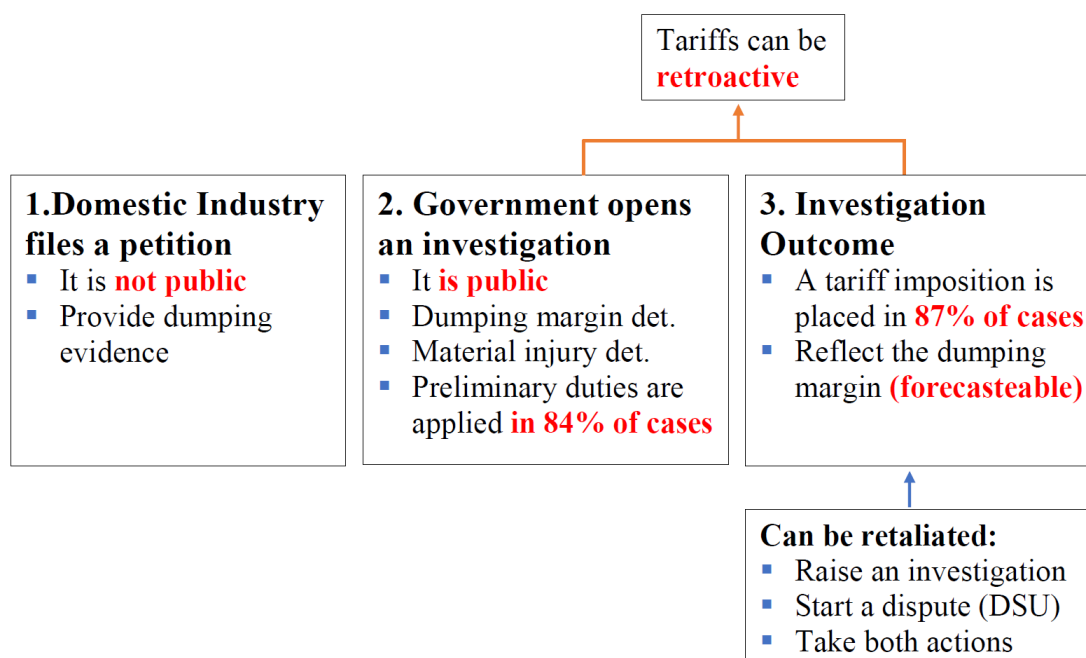 Tariffs can be
retroactive
1.Domestic Industry
files a petition
▪ It is not public
▪ Provide dumping
evidence
2. Government opens
an investigation
▪ It is public
▪ Dumping margin det.
▪ Material injury det.
▪ Preliminary duties are
applied in 84% of cases
3. Investigation
Outcome
▪ A tariff imposition is
placed in 87% of cases
▪ Reflect the dumping
margin (forecasteable)
Can be retaliated:
▪ Raise an investigation
▪ Start a dispute (DSU)
▪ Take both actions